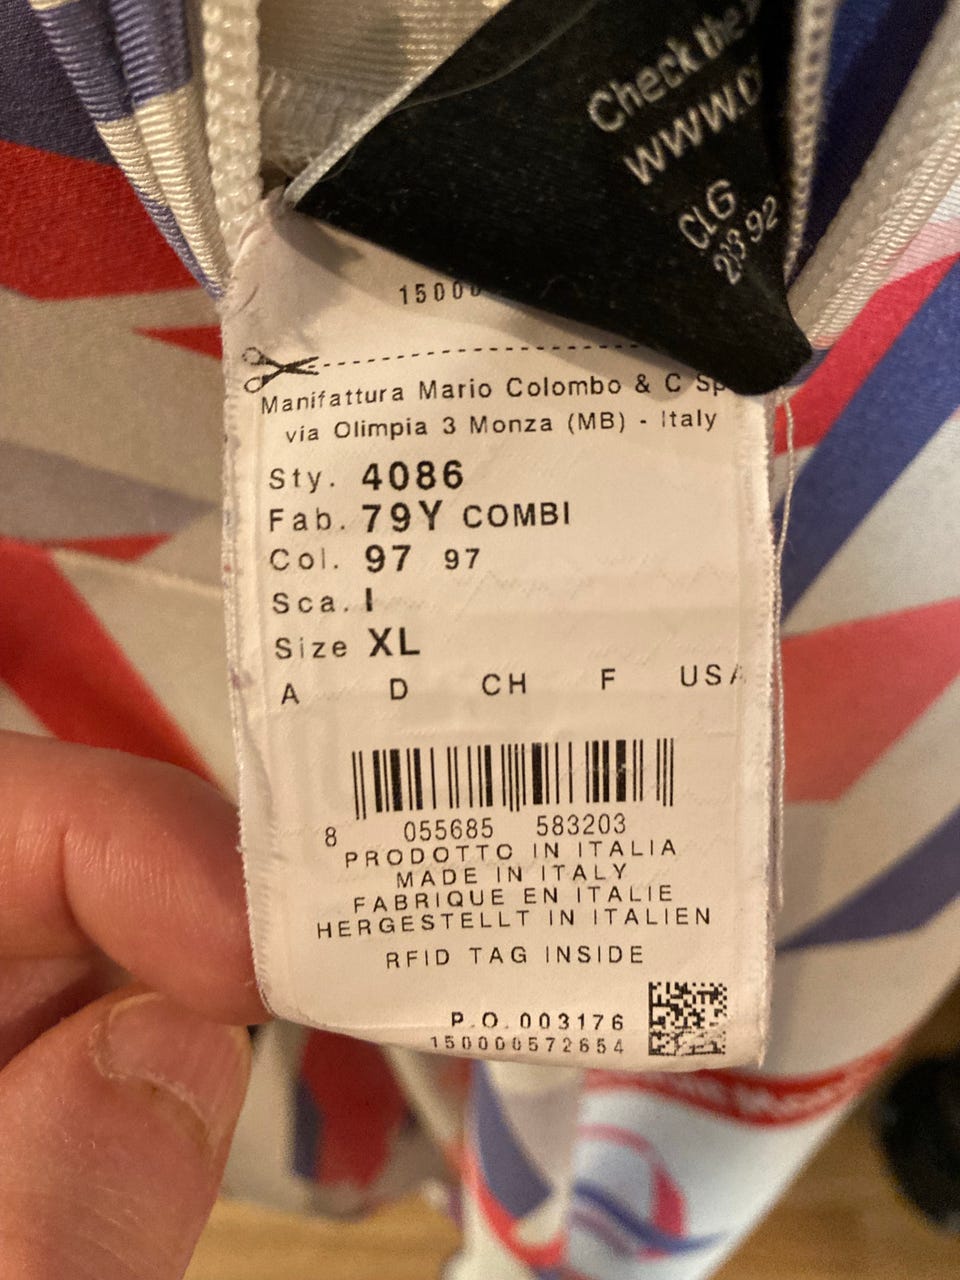 Check the
WWW.
CLG
23 92
15000
Manifattura Mario Colombo & C Sp
via Olimpia 3 Monza (MB) - Italy
Sty. 4086
Fab. 79Y COMBI
Col. 97 97
Sca. I
Size XL
A D CH F USA
8 055685 583203
PRODOTTO IN ITALIA
MADE IN ITALY
FABRIQUE EN ITALIE
HERGESTELLT IN ITALIEN
RFID TAG INSIDE
P.O. 003176
150000572654